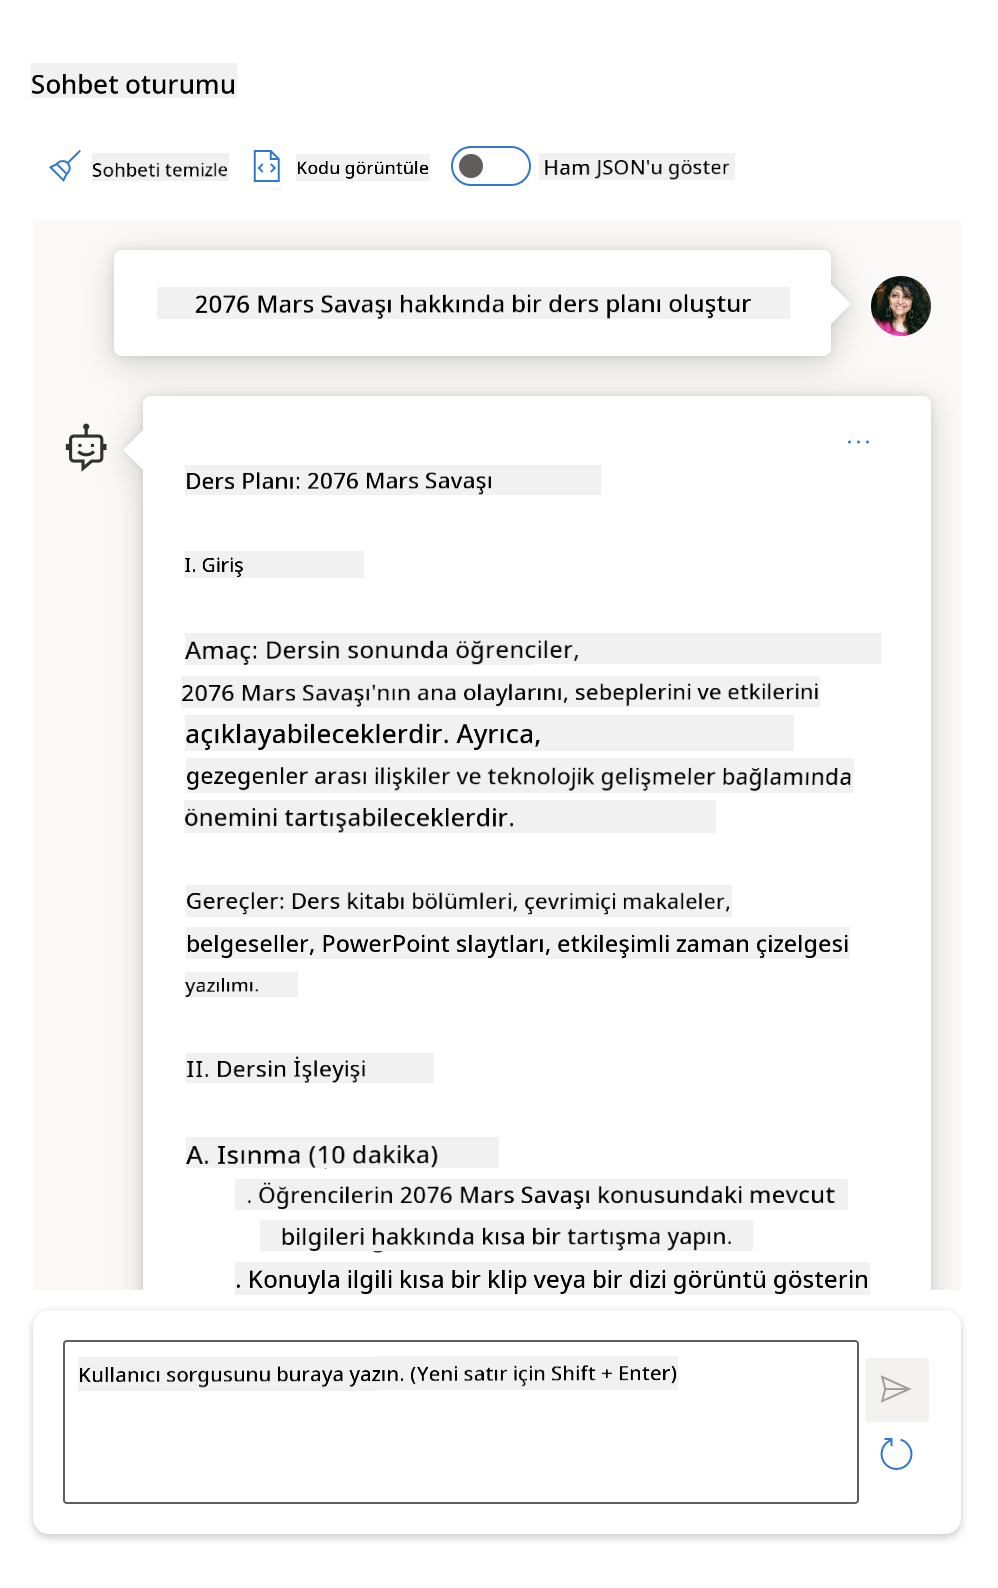 Sohbet oturumu
Sohbeti temizle
Kodu görüntüle
Ham JSON'u göster
2076 Mars Savaşı hakkında bir ders planı oluştur
Ders Planı: 2076 Mars Savaşı
I. Giriş
Amaç: Dersin sonunda öğrenciler,
2076 Mars Savaşı'nın ana olaylarını, sebeplerini ve etkilerini
açıklayabileceklerdir. Ayrıca,
gezegenler arası ilişkiler ve teknolojik gelişmeler bağlamında
önemini tartışabileceklerdir.
Gereçler: Ders kitabı bölümleri, çevrimiçi makaleler,
belgeseller, PowerPoint slaytları, etkileşimli zaman çizelgesi
yazılımı.
II. Dersin İşleyişi
A. Isınma (10 dakika)
. Öğrencilerin 2076 Mars Savaşı konusundaki mevcut
bilgileri hakkında kısa bir tartışma yapın.
. Konuyla ilgili kısa bir klip veya bir dizi görüntü gösterin
Kullanıcı sorgusunu buraya yazın. (Yeni satır için Shift + Enter)